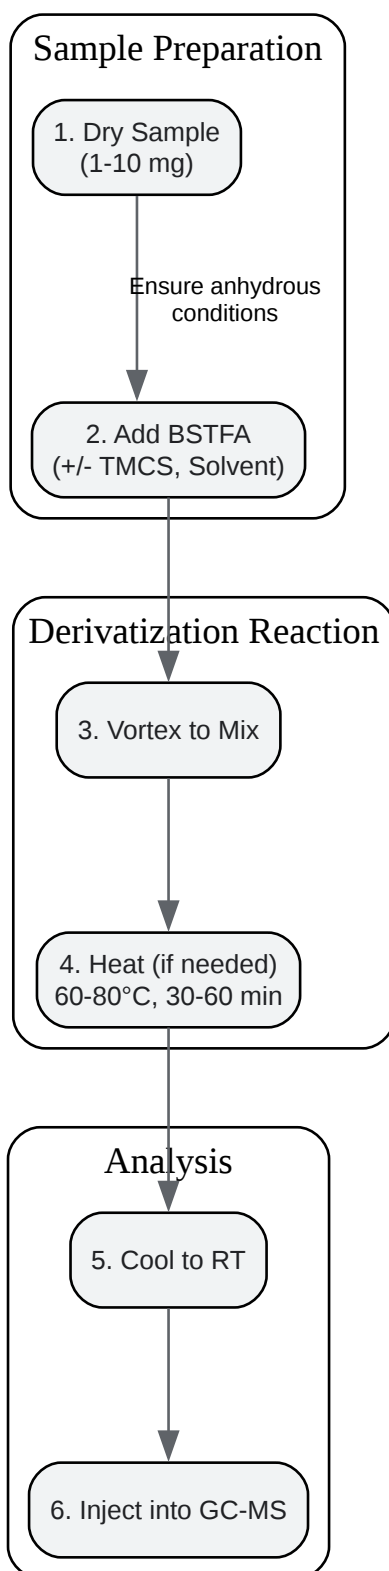 Sample Preparation
1. Dry Sample
(1-10 mg)
Ensure anhydrous
conditions
2. Add BSTFA
(+/- TMCS, Solvent)
Derivatization Reaction
3. Vortex to Mix
4. Heat (if needed)
60-80°C, 30-60 min
Analysis
5. Cool to RT
6. Inject into GC-MS